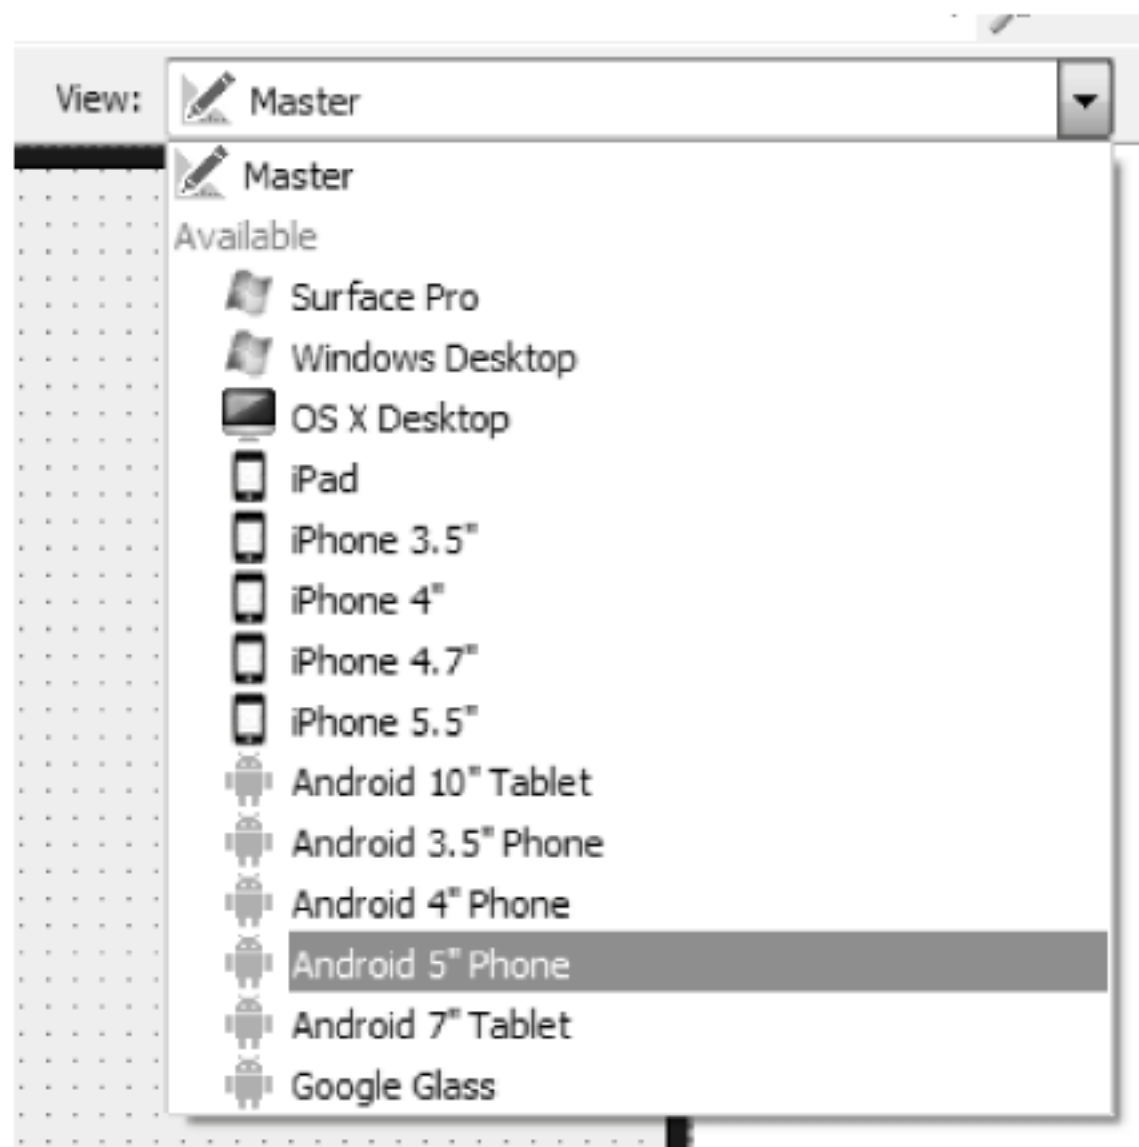 View: Master
Master
Available
Surface Pro
Windows Desktop
OS X Desktop
iPad
iPhone 3.5"
iPhone 4"
iPhone 4.7"
iPhone 5.5"
Android 10" Tablet
Android 3.5" Phone
Android 4" Phone
Android 5" Phone
Android 7" Tablet
Google Glass